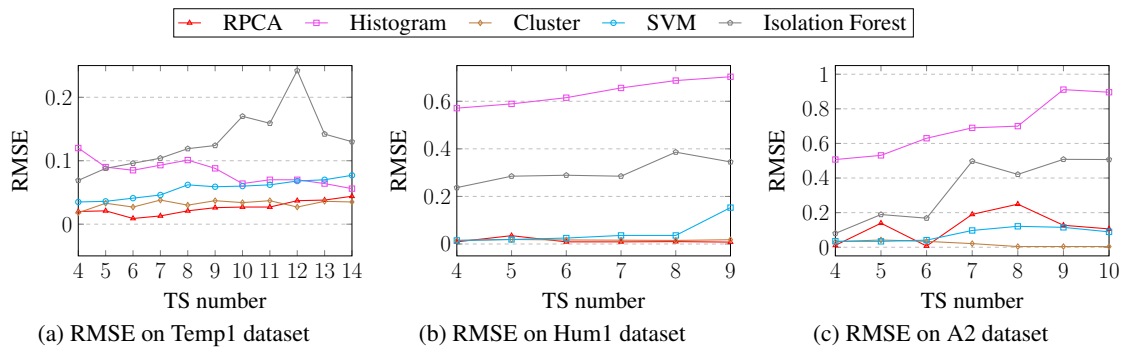 RPCA Histogram Cluster SVM Isolation Forest
RMSE
0.2
0.1
0
4 5 6 7 8 9 10 11 12 13 14
TS number
(a) RMSE on Temp1 dataset
RMSE
0.6
0.4
0.2
0
4 5 6 7 8 9
TS number
(b) RMSE on Hum1 dataset
RMSE
1
0.8
0.6
0.4
0.2
0
4 5 6 7 8 9 10
TS number
(c) RMSE on A2 dataset